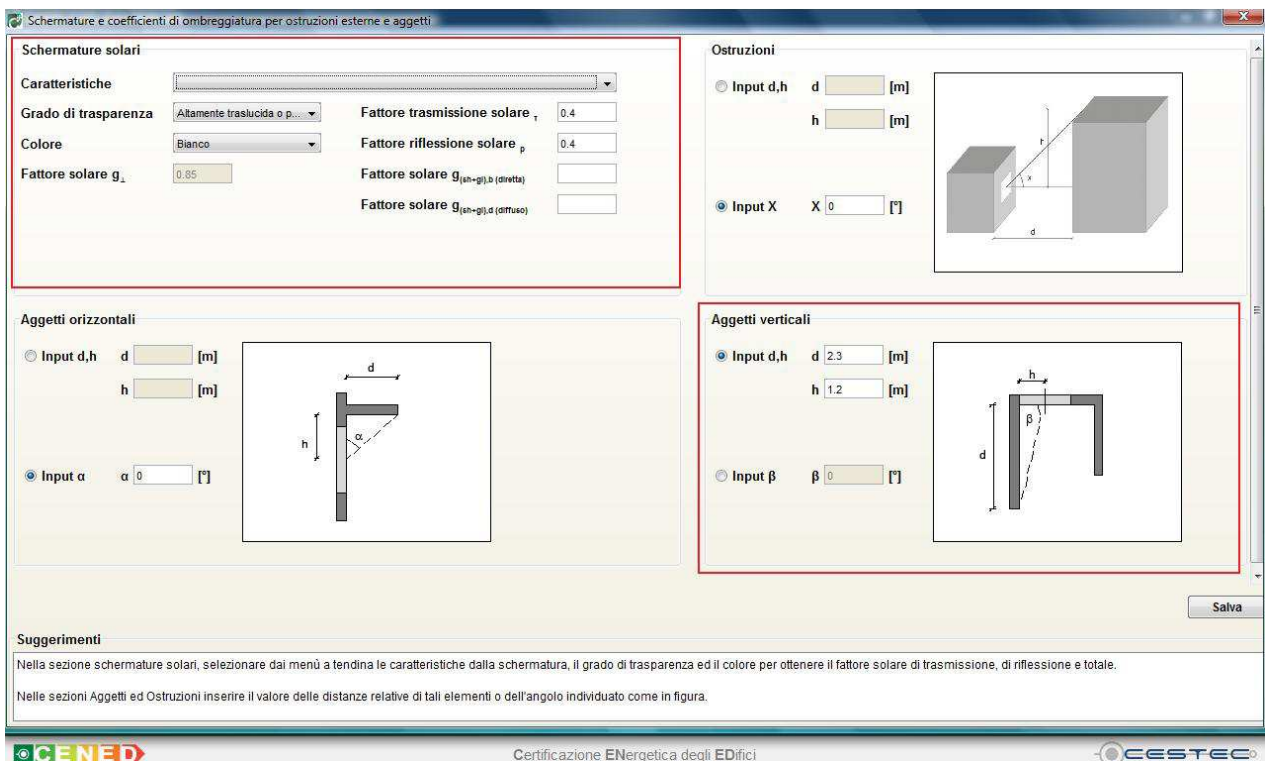 Schermature e coefficienti di ombreggiatura per ostruzioni esterne e aggetti
Schermature solari
Caratteristiche
Grado di trasparenza Altamente traslucida o p... Fattore trasmissione solare τ 0.4
Colore Bianco Fattore riflessione solare ρ 0.4
Fattore solare g⊥ 0.85 Fattore solare g(sh+gl),b (diretta)
Fattore solare g(sh+gl),d (diffuso)
Ostruzioni
Input d,h d [m]
h [m]
Input X X 0 [°]
r
x
d
Aggetti orizzontali
Input d,h d [m]
h [m]
Input α α 0 [°]
d
h
α
Aggetti verticali
Input d,h d 2.3 [m]
h 1.2 [m]
Input β β 0 [°]
h
β
d
Salva
Suggerimenti
Nella sezione schermature solari, selezionare dai menù a tendina le caratteristiche dalla schermatura, il grado di trasparenza ed il colore per ottenere il fattore solare di trasmissione, di riflessione e totale.
Nelle sezioni Aggetti ed Ostruzioni inserire il valore delle distanze relative di tali elementi o dell'angolo individuato come in figura.
CENED
Certificazione ENergetica degli EDifici
CESTEC